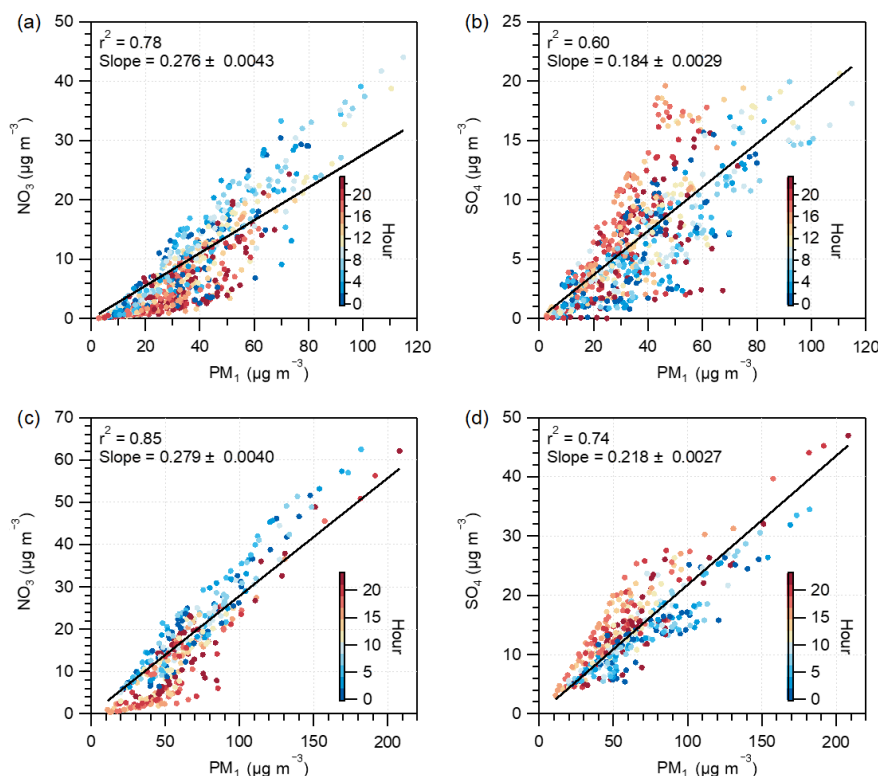 (a)
r² = 0.78
Slope = 0.276 ± 0.0043
NO₃ (µg m⁻³)
50
40
30
20
10
0
0 20 40 60 80 100 120
PM₁ (µg m⁻³)
20
16
12
8
4
0
Hour
(b)
r² = 0.60
Slope = 0.184 ± 0.0029
SO₄ (µg m⁻³)
25
20
15
10
5
0
0 20 40 60 80 100 120
PM₁ (µg m⁻³)
20
16
12
8
4
0
Hour
(c)
r² = 0.85
Slope = 0.279 ± 0.0040
NO₃ (µg m⁻³)
70
60
50
40
30
20
10
0
0 50 100 150 200
PM₁ (µg m⁻³)
20
15
10
5
0
Hour
(d)
r² = 0.74
Slope = 0.218 ± 0.0027
SO₄ (µg m⁻³)
50
40
30
20
10
0
0 50 100 150 200
PM₁ (µg m⁻³)
20
15
10
5
0
Hour